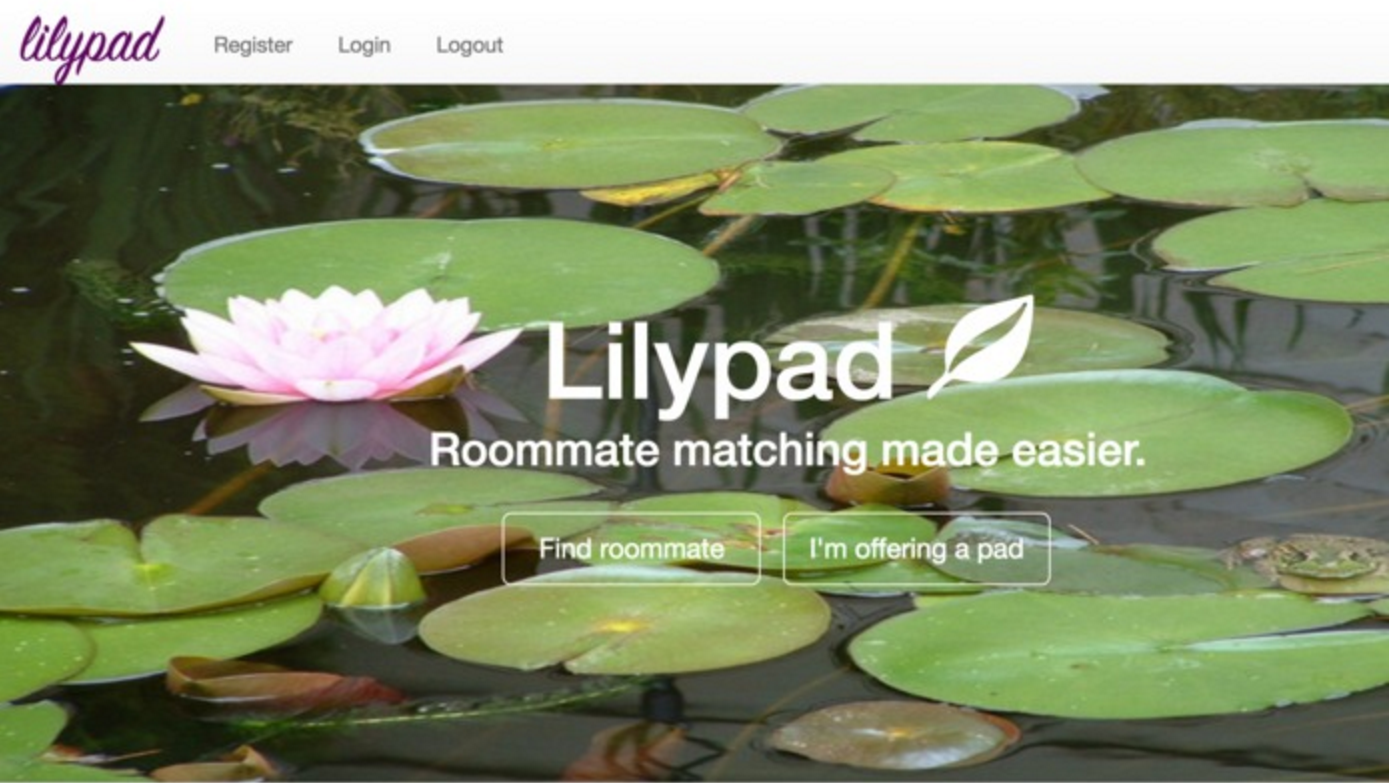 lilypad Register Login Logout
Lilypad
Roommate matching made easier.
Find roommate I'm offering a pad